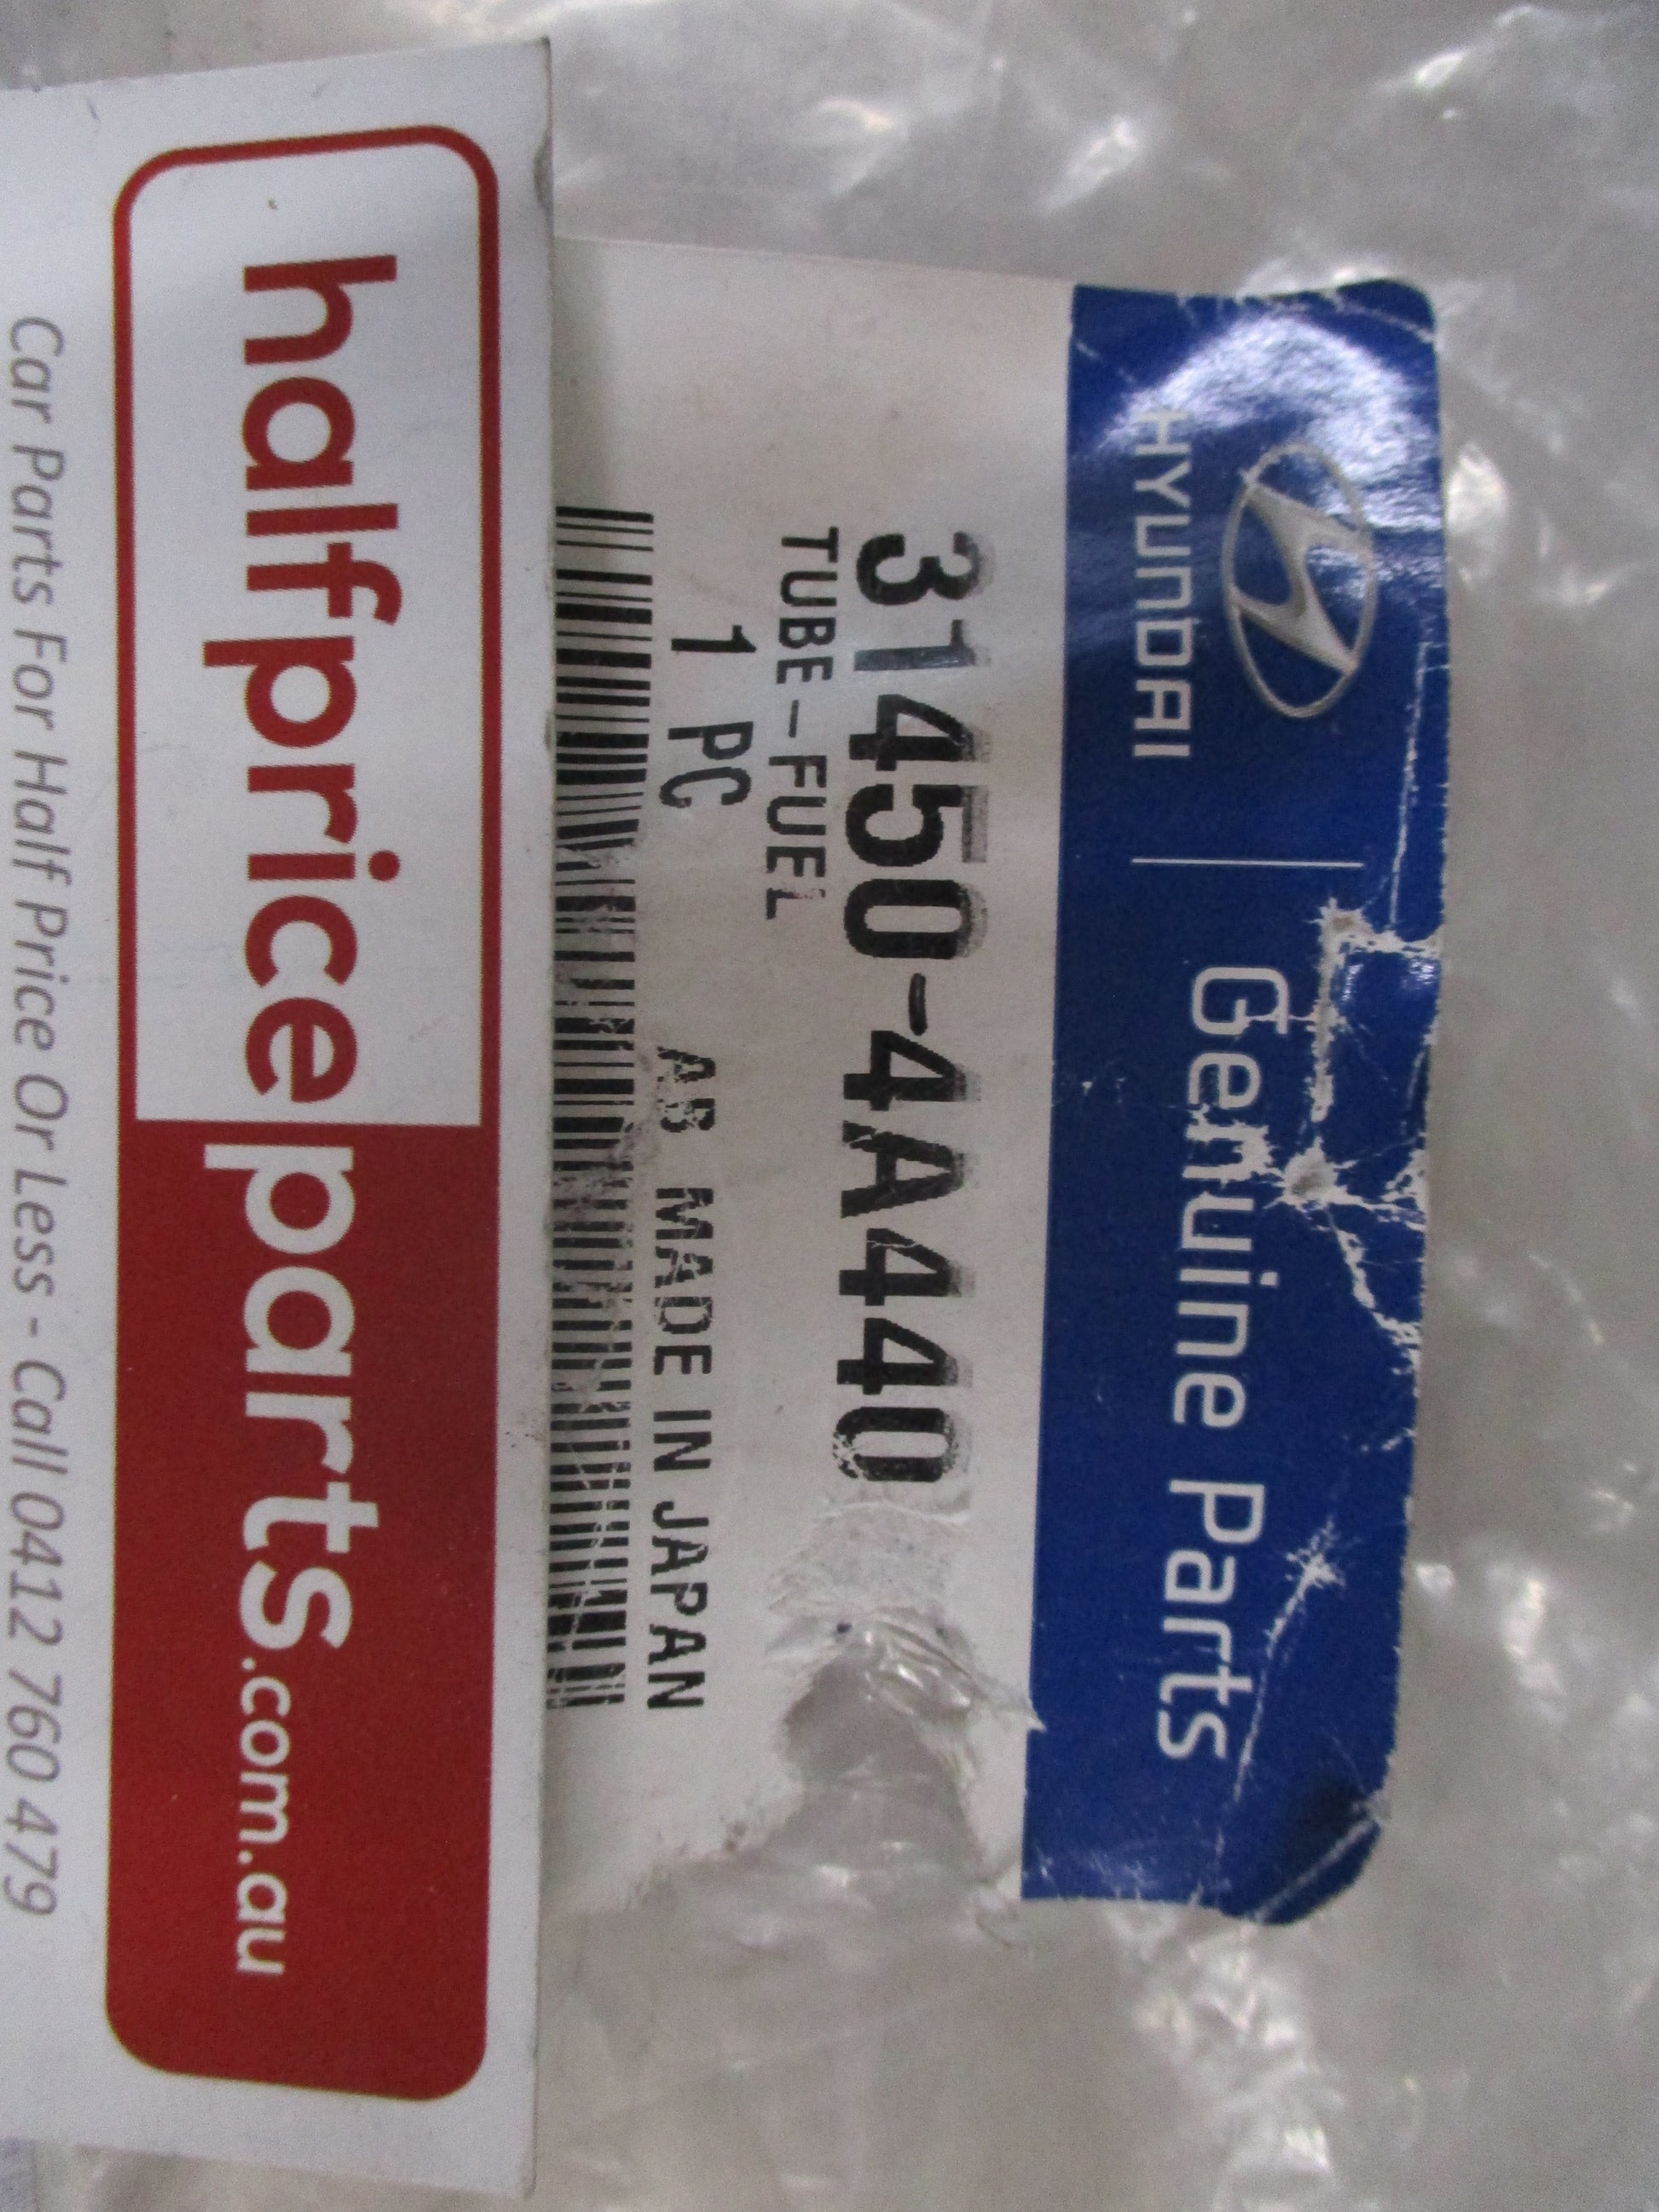 HYUNDAI
Genuine Parts
31450-4A440
TUBE-FUEL
1 PC
AB MADE IN JAPAN
halfpriceparts.com.au
Car Parts For Half Price Or Less - Call 0412 760 479